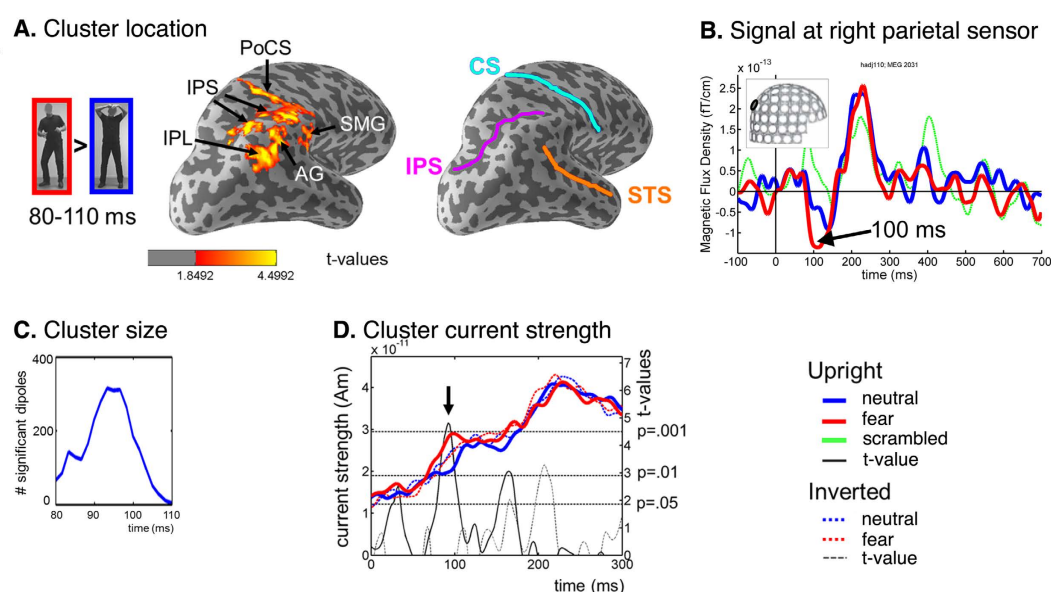 A. Cluster location
PoCS
IPS
IPL
SMG
AG
>
80-110 ms
1.8492
4.4992
t-values
CS
IPS
STS
B. Signal at right parietal sensor
x 10⁻¹³
hadj110; MEG 2031
Magnetic Flux Density (fT/cm)
2.5
2
1.5
1
0.5
0
-0.5
-1
100 ms
-100 0 100 200 300 400 500 600 700
time (ms)
C. Cluster size
# significant dipoles
400
200
0
80 90 100 110
time (ms)
D. Cluster current strength
x 10⁻¹¹
current strength (Am)
4
3
2
1
0
7
6
5
4
3
2
1
0
t-values
p=.001
p=.01
p=.05
0 100 200 300
time (ms)
Upright
neutral
fear
scrambled
t-value
Inverted
neutral
fear
t-value